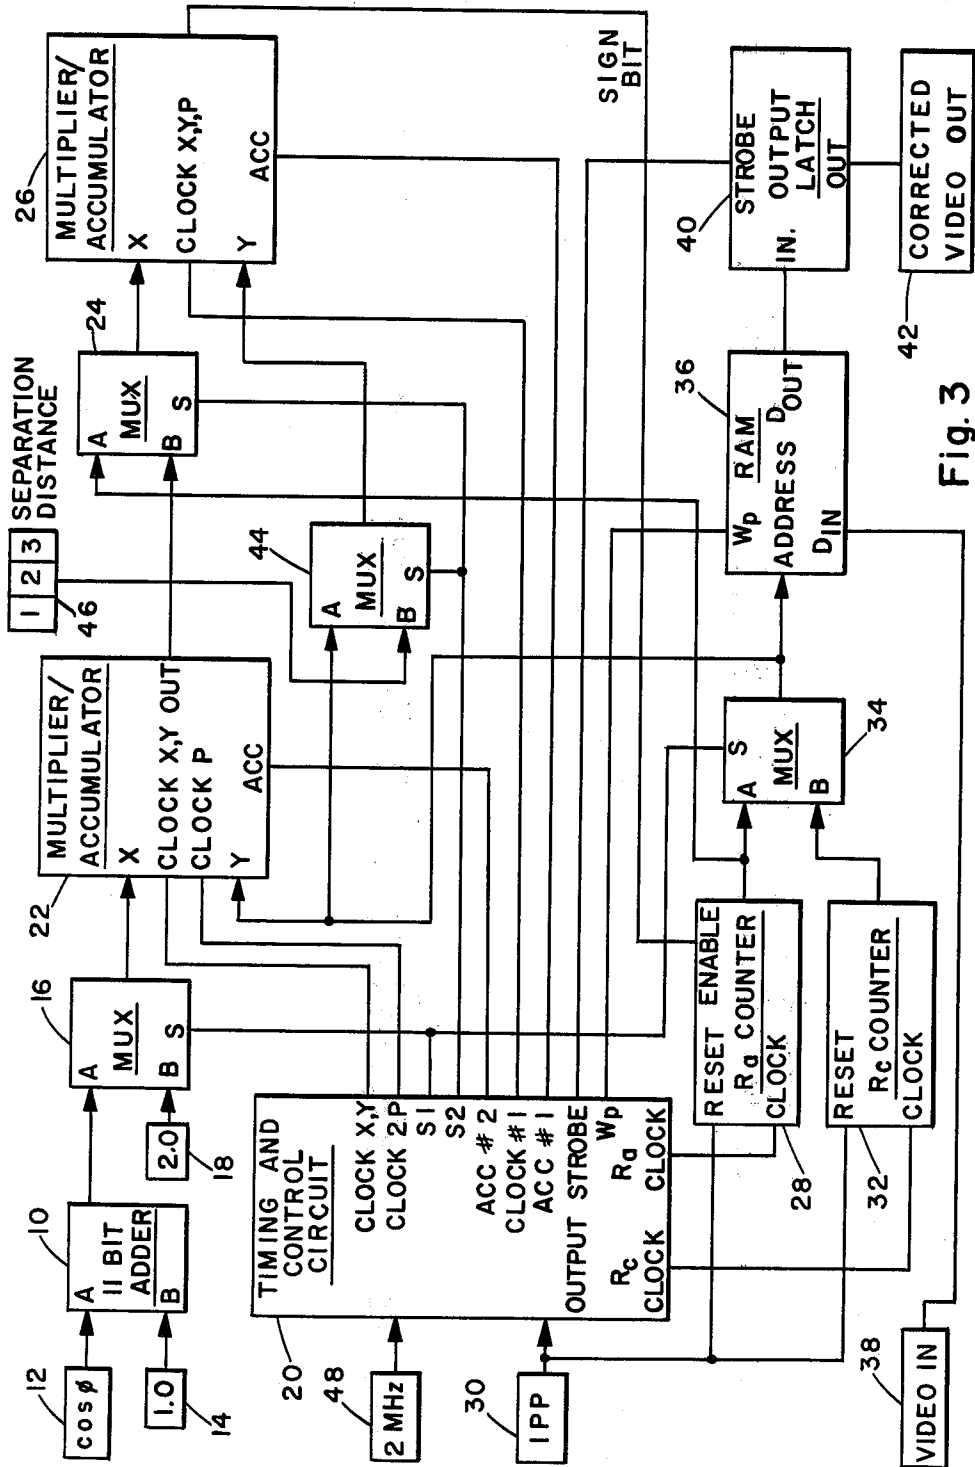 12
cos ø
1.0
14
10
A
11 BIT
ADDER
B
2.0
18
16
A
MUX
B S
22
MULTIPLIER/
ACCUMULATOR
X
CLOCK X,Y OUT
CLOCK P
Y ACC
46
1 2 3
SEPARATION
DISTANCE
24
A
MUX
B S
26
MULTIPLIER/
ACCUMULATOR
X
CLOCK X,Y,P
Y ACC
44
A
MUX
B S
SIGN
BIT
20
TIMING AND
CONTROL
CIRCUIT
CLOCK X,Y
CLOCK 2P
S1
S2
ACC #2
CLOCK #1
ACC #1
OUTPUT STROBE
Wp
Rc
CLOCK
Ra
CLOCK
48
2 MHz
30
IPP
RESET ENABLE
Ra COUNTER
CLOCK
28
RESET
Rc COUNTER
CLOCK
32
S
A
MUX
B
34
36
Wp RAM
ADDRESS DOUT
DIN
40
STROBE
OUTPUT
LATCH
IN. OUT
42
CORRECTED
VIDEO OUT
38
VIDEO IN
Fig. 3